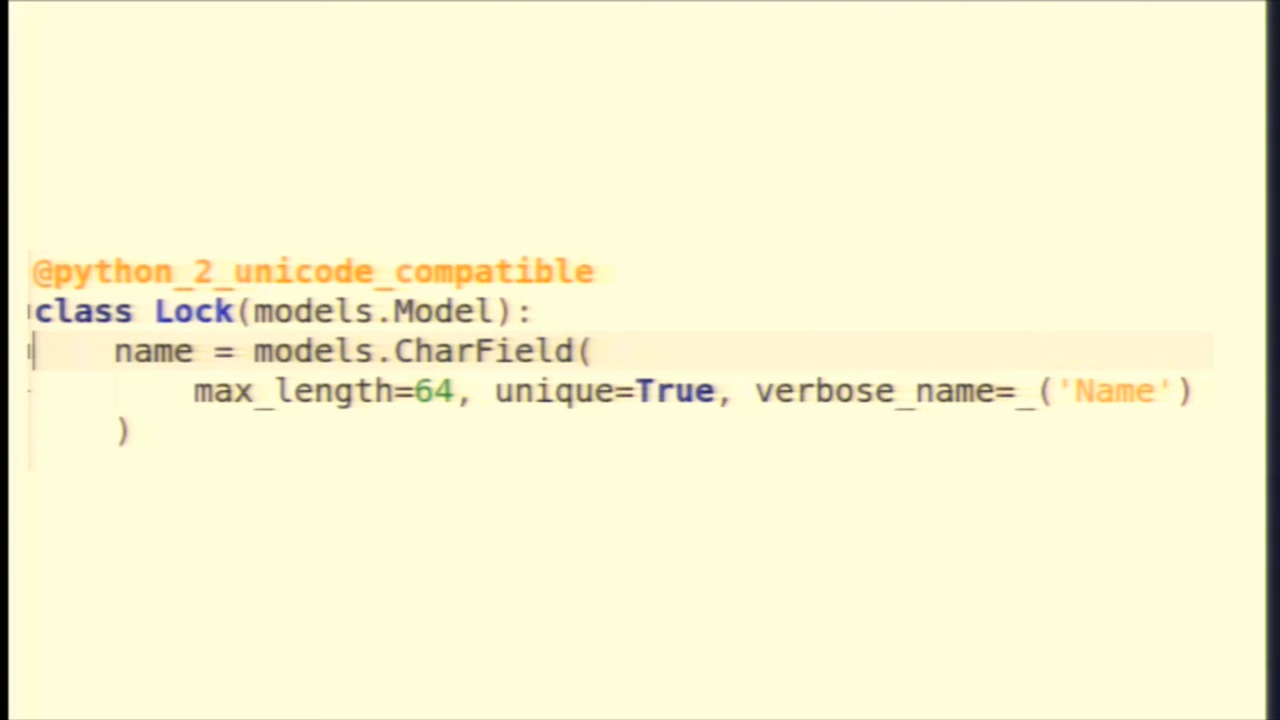 @python_2_unicode_compatible
class Lock(models.Model):
    name = models.CharField(
        max_length=64, unique=True, verbose_name=_('Name')
    )